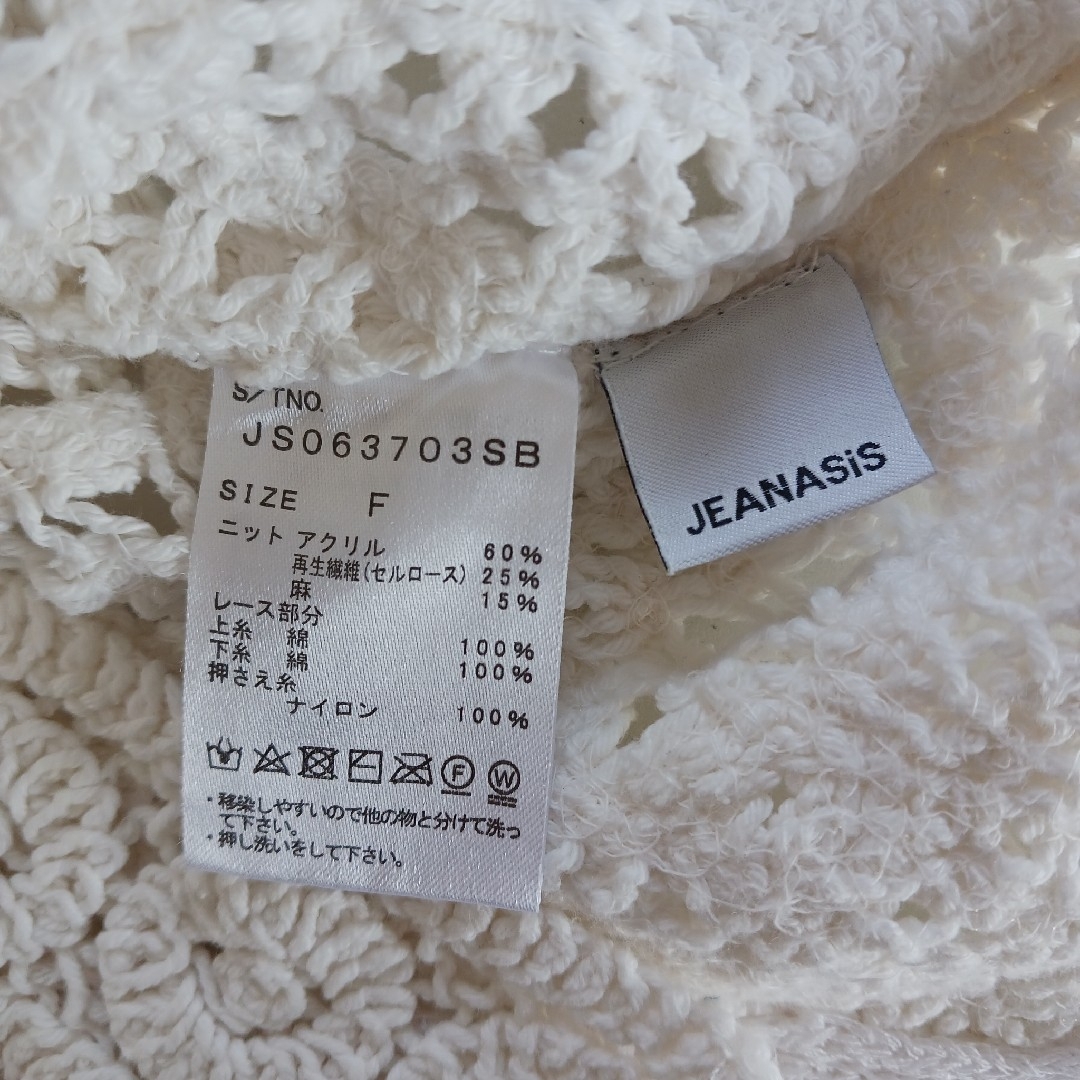 S/TNO.
JS063703SB
SIZE F
ニット アクリル 60%
再生繊維(セルロース) 25%
麻 15%
レース部分
上糸 綿 100%
下糸 綿 100%
押さえ糸
ナイロン 100%
F W
・移染しやすいので他の物と分けて洗っ
て下さい。
・押し洗いをして下さい。
JEANASiS